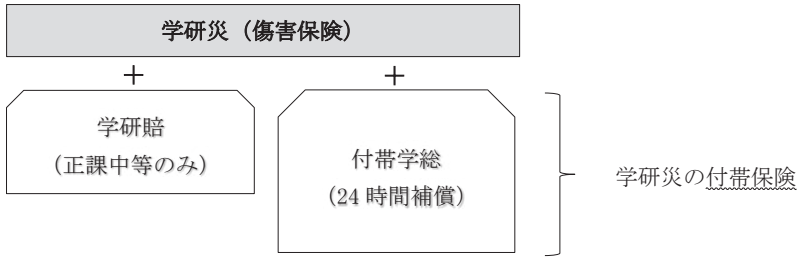 学研災（傷害保険）
＋
＋
学研賠
（正課中等のみ）
付帯学総
（24 時間補償）
学研災の付帯保険